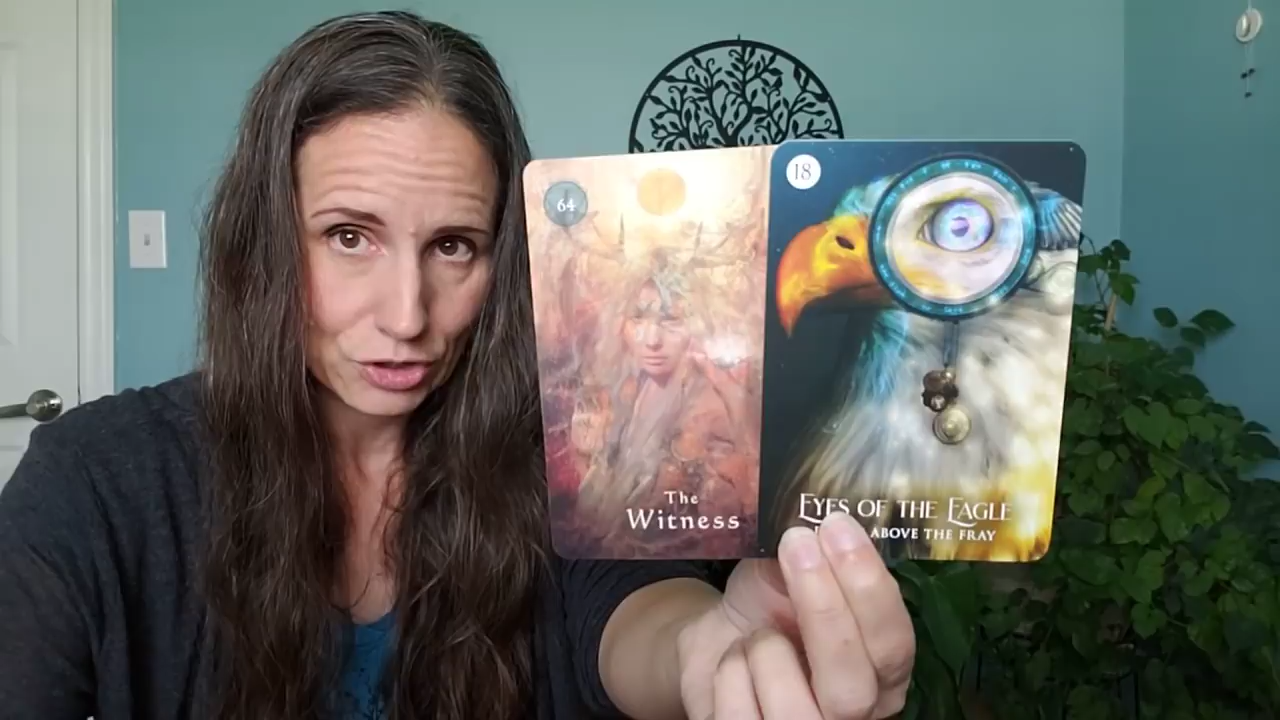 64
The
Witness
18
EYES OF THE EAGLE
ABOVE THE FRAY